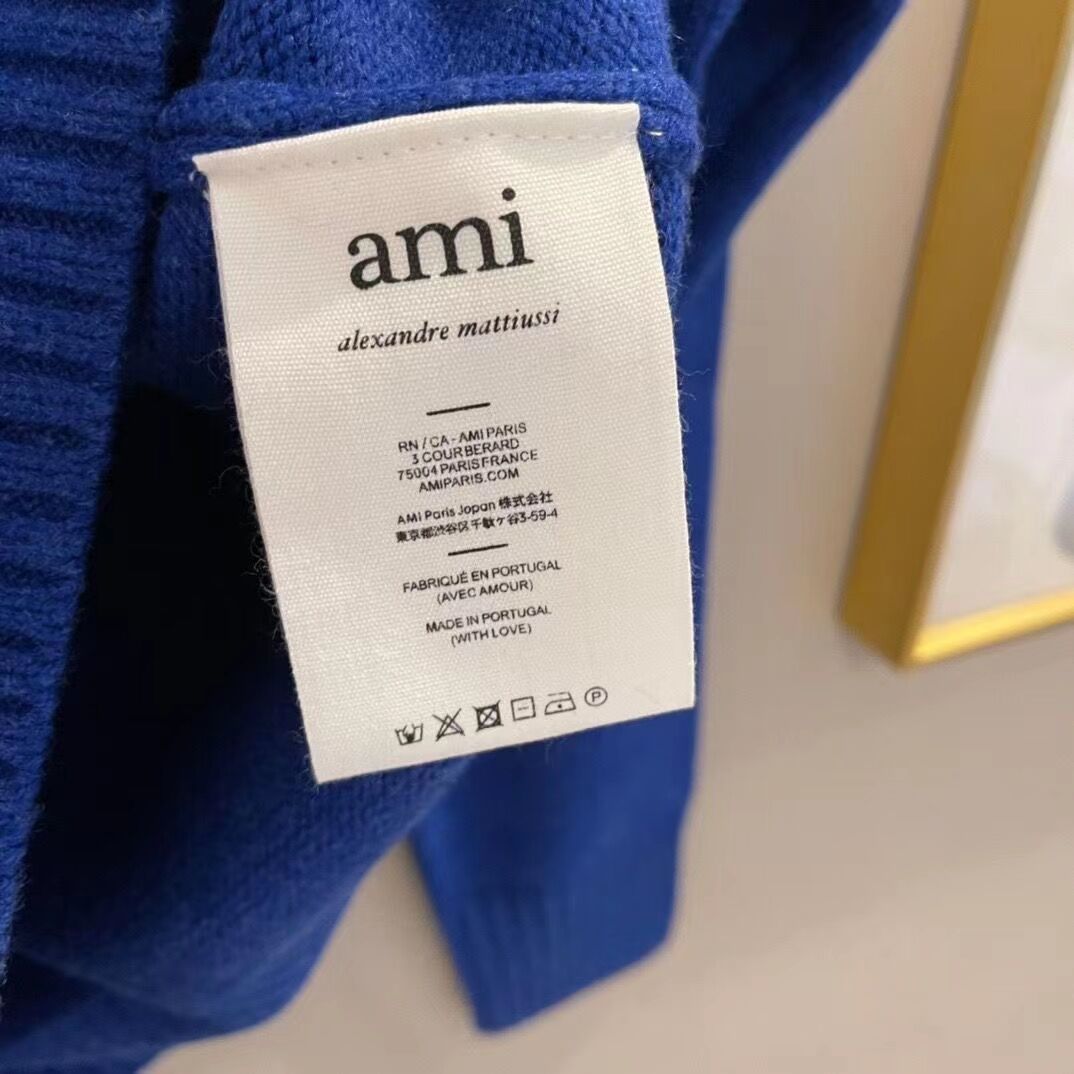 ami
alexandre mattiussi
RN / CA - AMI PARIS
3 COUR BERARD
75004 PARIS FRANCE
AMIPARIS.COM
AMI Paris Japan 株式会社
東京都渋谷区千駄ヶ谷3-59-4
FABRIQUÉ EN PORTUGAL
(AVEC AMOUR)
MADE IN PORTUGAL
(WITH LOVE)
P